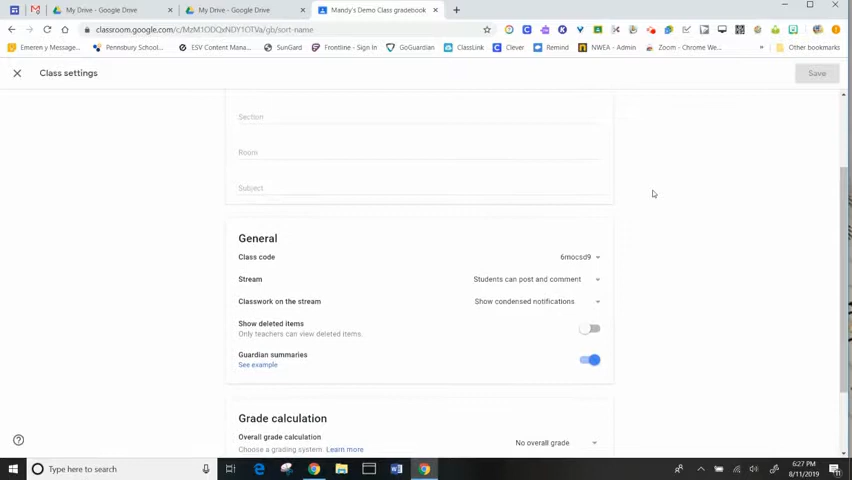 My Drive - Google Drive
My Drive - Google Drive
Mandy's Demo Class gradebook
classroom.google.com/c/MzM1ODQxNDY1OTVa/gb/sort-name
Emeren y Message...
Pennsbury School...
ESV Content Mana...
SunGard
Frontline - Sign In
GoGuardian
ClassLink
Clever
Remind
NWEA - Admin
Zoom - Chrome We...
Other bookmarks
Class settings
Save
Section
Room
Subject
General
Class code
6mocsd9
Stream
Students can post and comment
Classwork on the stream
Show condensed notifications
Show deleted items
Only teachers can view deleted items.
Guardian summaries
See example
Grade calculation
Overall grade calculation
No overall grade
Choose a grading system. Learn more
Type here to search
6:27 PM
8/11/2019